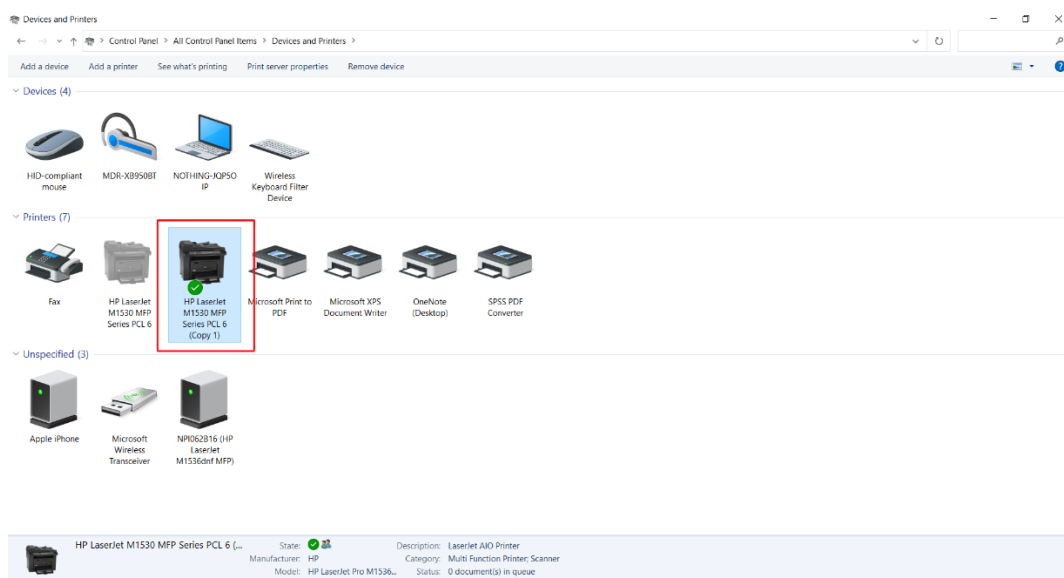 Devices and Printers
Control Panel > All Control Panel Items > Devices and Printers >
Add a device Add a printer See what's printing Print server properties Remove device
Devices (4)
HID-compliant
mouse
MDR-XB950BT
NOTHING-JQP5O
IP
Wireless
Keyboard Filter
Device
Printers (7)
Fax
HP LaserJet
M1530 MFP
Series PCL 6
HP LaserJet
M1530 MFP
Series PCL 6
(Copy 1)
Microsoft Print to
PDF
Microsoft XPS
Document Writer
OneNote
(Desktop)
SPSS PDF
Converter
Unspecified (3)
Apple iPhone
Microsoft
Wireless
Transceiver
NPI062B16 (HP
LaserJet
M1536dnf MFP)
HP LaserJet M1530 MFP Series PCL 6 (... State: Description: LaserJet AIO Printer
Manufacturer: HP Category: Multi Function Printer; Scanner
Model: HP LaserJet Pro M1536... Status: 0 document(s) in queue